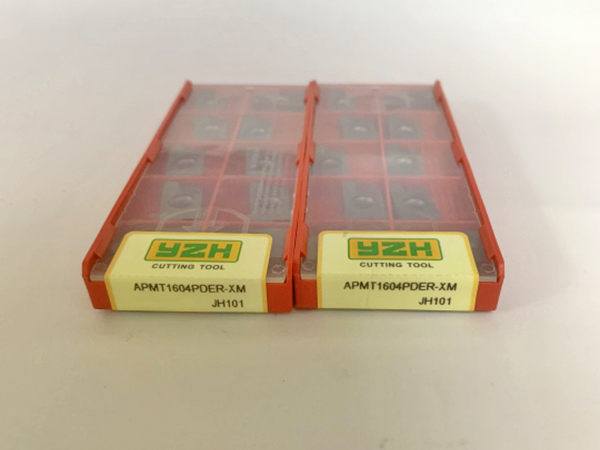 YZH
CUTTING TOOL
APMT1604PDER-XM
JH101
YZH
CUTTING TOOL
APMT1604PDER-XM
JH101